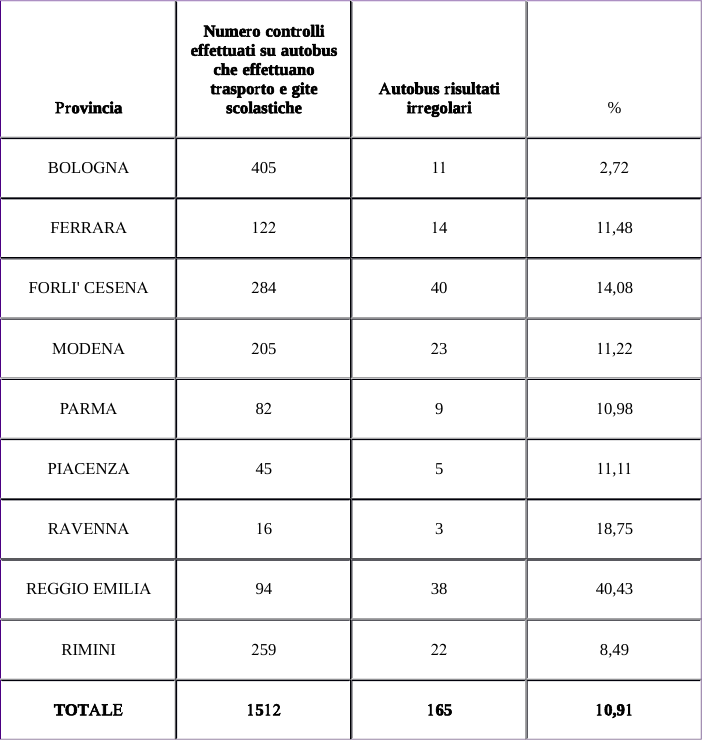 Provincia
Numero controlli
effettuati su autobus
che effettuano
trasporto e gite
scolastiche
Autobus risultati
irregolari
%
BOLOGNA 405 11 2,72
FERRARA 122 14 11,48
FORLI' CESENA 284 40 14,08
MODENA 205 23 11,22
PARMA 82 9 10,98
PIACENZA 45 5 11,11
RAVENNA 16 3 18,75
REGGIO EMILIA 94 38 40,43
RIMINI 259 22 8,49
TOTALE 1512 165 10,91